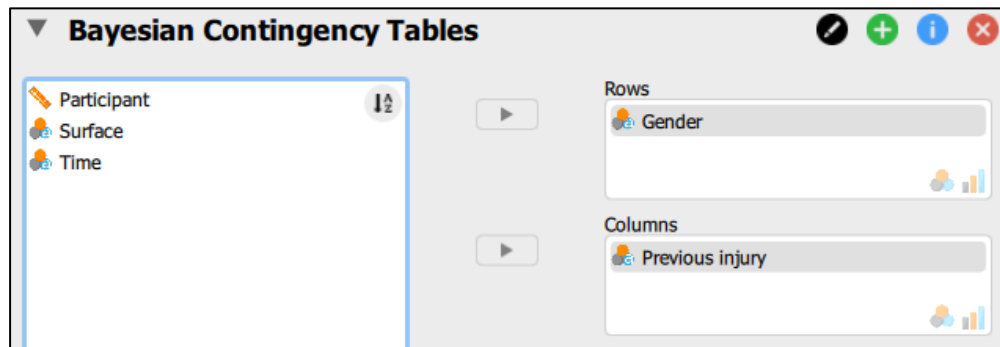 Bayesian Contingency Tables
Participant
Surface
Time
Rows
Gender
Columns
Previous injury